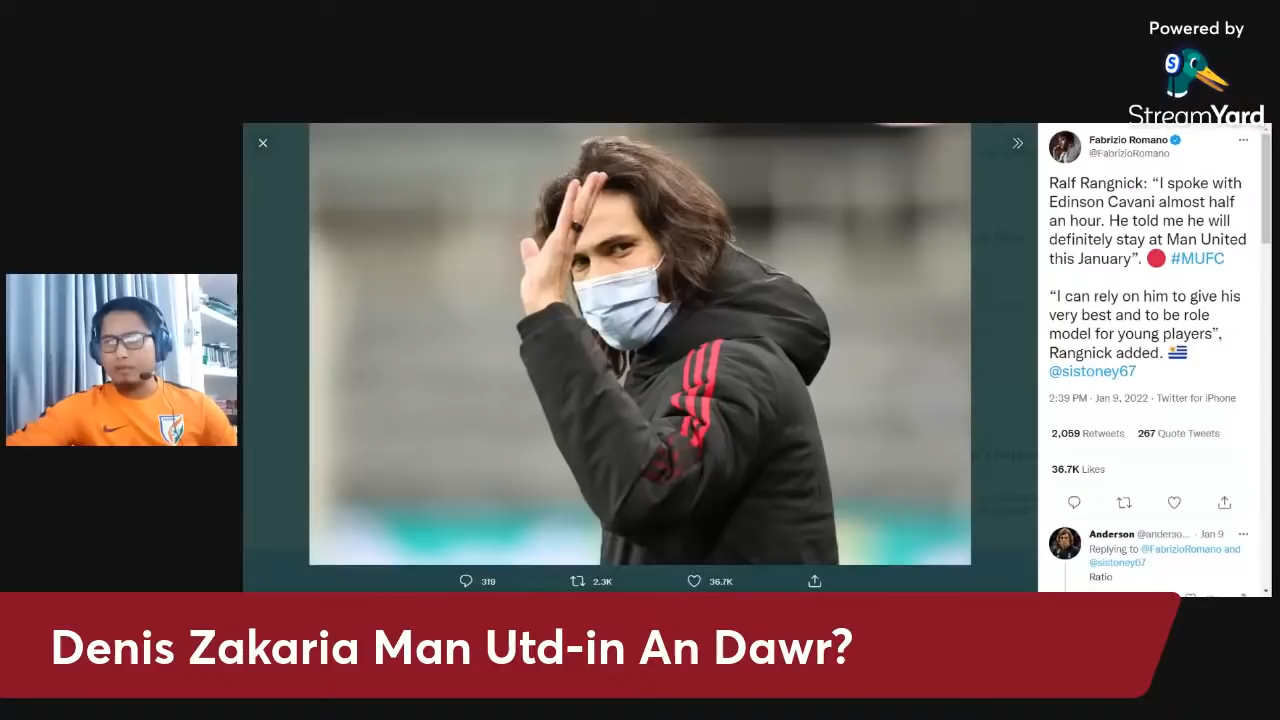 Powered by
S
StreamYard
Fabrizio Romano
@FabrizioRomano
Ralf Rangnick: “I spoke with
Edinson Cavani almost half
an hour. He told me he will
definitely stay at Man United
this January”. 🔴 #MUFC
“I can rely on him to give his
very best and to be role
model for young players”,
Rangnick added. 🇺🇾
@sistoney67
2:39 PM · Jan 9, 2022 · Twitter for iPhone
2,059 Retweets 267 Quote Tweets
36.7K Likes
Anderson @anderso... · Jan 9
Replying to @FabrizioRomano and
@sistoney67
Ratio
319 2.3K 36.7K
Denis Zakaria Man Utd-in An Dawr?